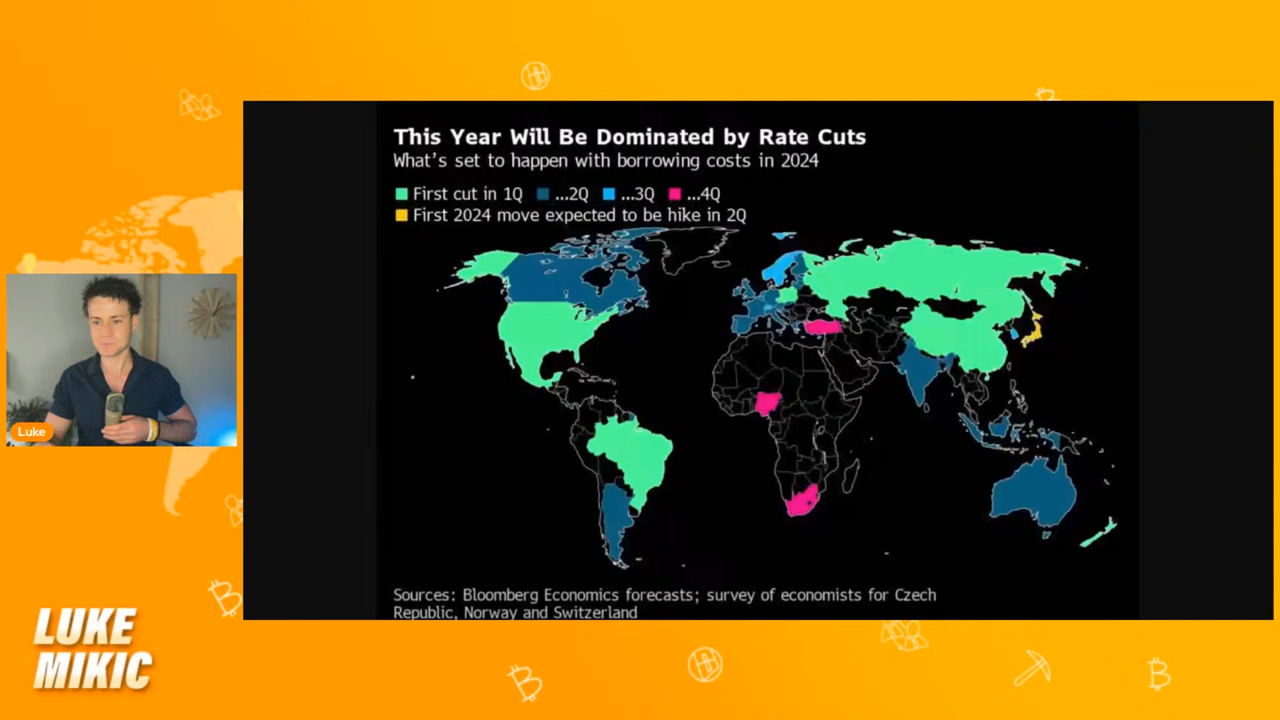 This Year Will Be Dominated by Rate Cuts
What's set to happen with borrowing costs in 2024
First cut in 1Q ...2Q ...3Q ...4Q
First 2024 move expected to be hike in 2Q
Luke
Sources: Bloomberg Economics forecasts; survey of economists for Czech
Republic, Norway and Switzerland
LUKE
MIKIC